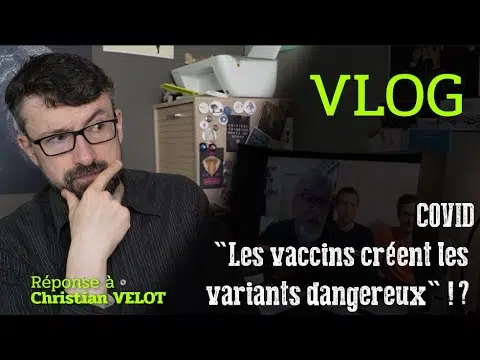 VLOG
COVID
"Les vaccins créent les
variants dangereux" !?
Réponse à
Christian VELOT